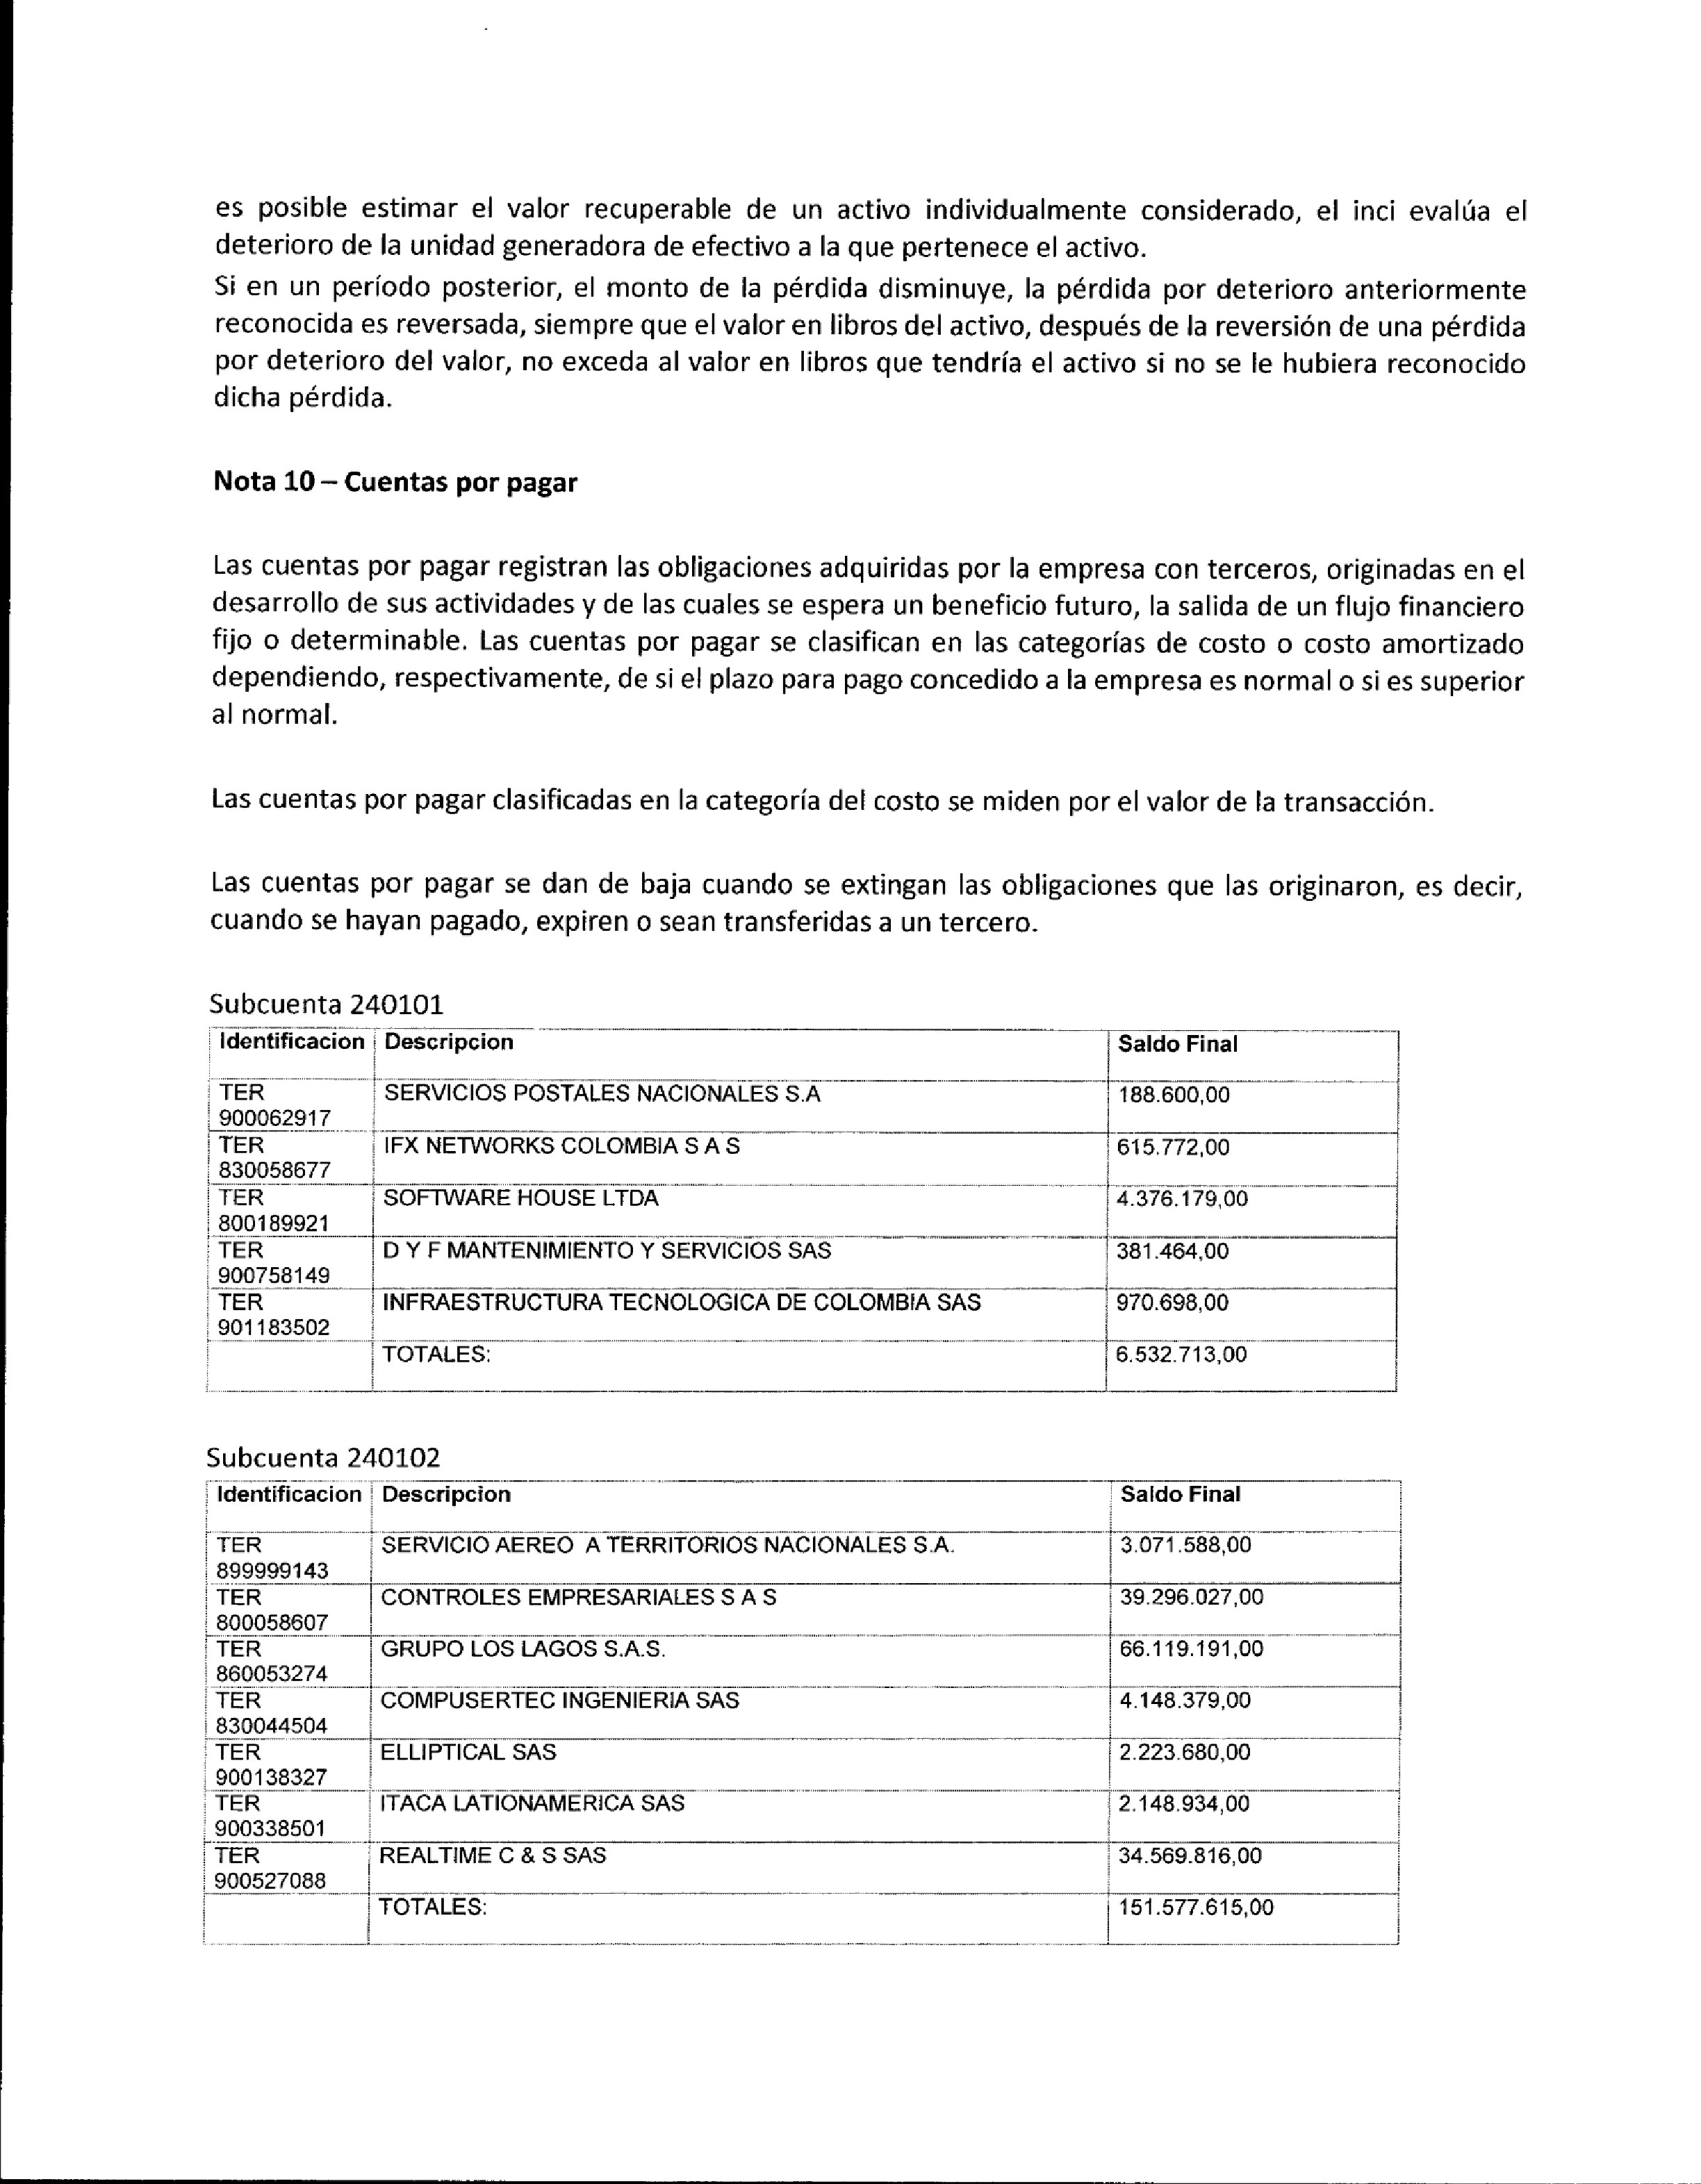 es posible estimar el valor recuperable de un activo individualmente considerado, el inci evalúa el
deterioro de la unidad generadora de efectivo a la que pertenece el activo.
Si en un período posterior, el monto de la pérdida disminuye, la pérdida por deterioro anteriormente
reconocida es reversada, siempre que el valor en libros del activo, después de la reversión de una pérdida
por deterioro del valor, no exceda al valor en libros que tendría el activo si no se le hubiera reconocido
dicha pérdida.
Nota 10 – Cuentas por pagar
Las cuentas por pagar registran las obligaciones adquiridas por la empresa con terceros, originadas en el
desarrollo de sus actividades y de las cuales se espera un beneficio futuro, la salida de un flujo financiero
fijo o determinable. Las cuentas por pagar se clasifican en las categorías de costo o costo amortizado
dependiendo, respectivamente, de si el plazo para pago concedido a la empresa es normal o si es superior
al normal.
Las cuentas por pagar clasificadas en la categoría del costo se miden por el valor de la transacción.
Las cuentas por pagar se dan de baja cuando se extingan las obligaciones que las originaron, es decir,
cuando se hayan pagado, expiren o sean transferidas a un tercero.
Subcuenta 240101
Identificacion Descripcion Saldo Final
TER SERVICIOS POSTALES NACIONALES S.A 188.600,00
900062917
TER IFX NETWORKS COLOMBIA S A S 615.772,00
830058677
TER SOFTWARE HOUSE LTDA 4.376.179,00
800189921
TER D Y F MANTENIMIENTO Y SERVICIOS SAS 381.464,00
900758149
TER INFRAESTRUCTURA TECNOLOGICA DE COLOMBIA SAS 970.698,00
901183502
TOTALES: 6.532.713,00
Subcuenta 240102
Identificacion Descripcion Saldo Final
TER SERVICIO AEREO A TERRITORIOS NACIONALES S.A. 3.071.588,00
899999143
TER CONTROLES EMPRESARIALES S A S 39.296.027,00
800058607
TER GRUPO LOS LAGOS S.A.S. 66.119.191,00
860053274
TER COMPUSERTEC INGENIERIA SAS 4.148.379,00
830044504
TER ELLIPTICAL SAS 2.223.680,00
900138327
TER ITACA LATIONAMERICA SAS 2.148.934,00
900338501
TER REALTIME C & S SAS 34.569.816,00
900527088
TOTALES: 151.577.615,00